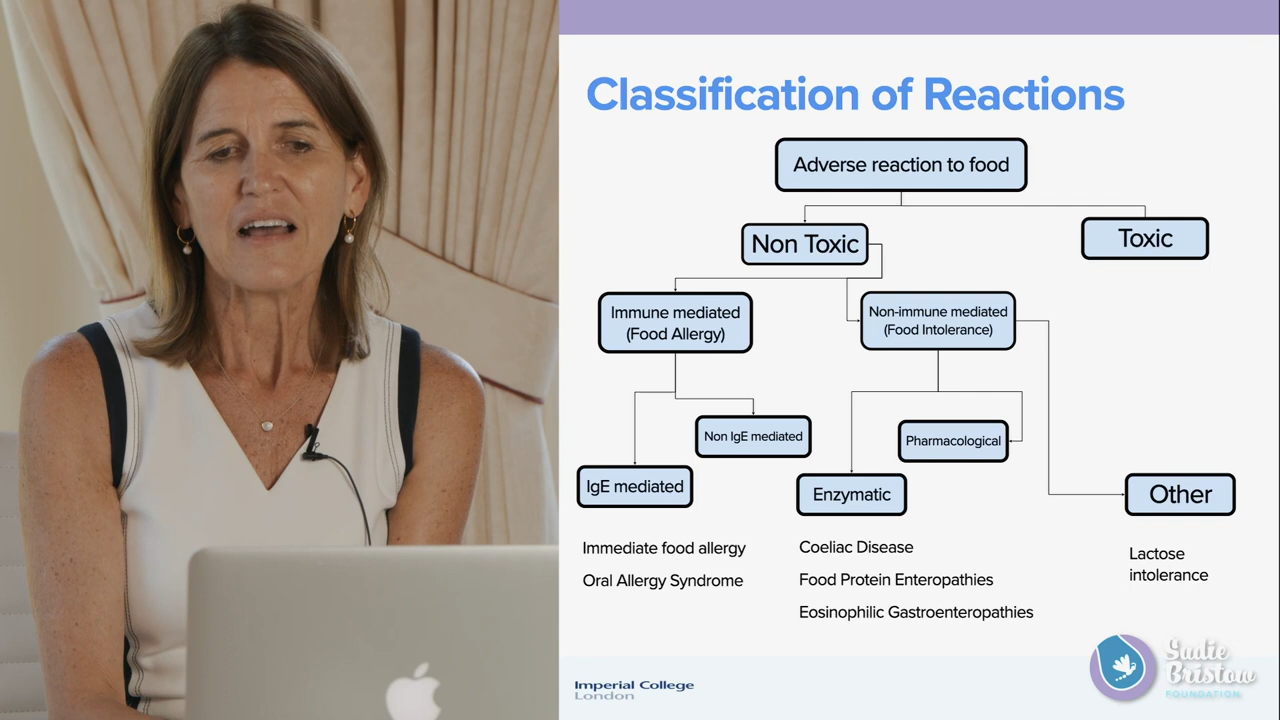 Classification of Reactions
Adverse reaction to food
Non Toxic
Toxic
Immune mediated
(Food Allergy)
Non-immune mediated
(Food Intolerance)
Non IgE mediated
Pharmacological
IgE mediated
Enzymatic
Other
Immediate food allergy
Oral Allergy Syndrome
Coeliac Disease
Food Protein Enteropathies
Eosinophilic Gastroenteropathies
Lactose
intolerance
Imperial College
London
Sadie
Bristow
FOUNDATION